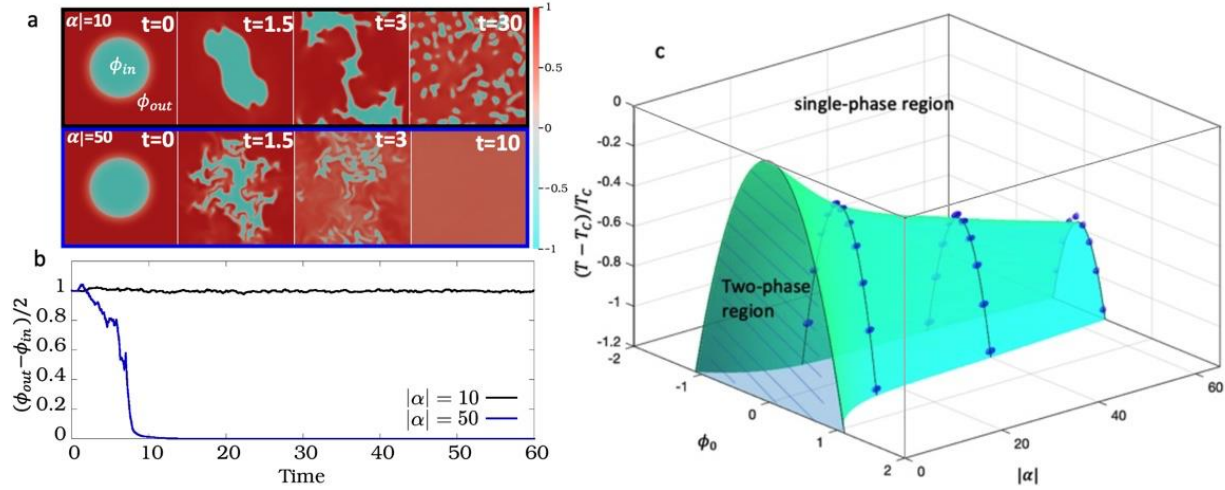 a
|α|=10 t=0 t=1.5 t=3 t=30
ϕin
ϕout
|α|=50 t=0 t=1.5 t=3 t=10
1
0.5
0
−0.5
−1
b
(ϕout−ϕin)/2
1
0.8
0.6
0.4
0.2
0
|α| = 10
|α| = 50
0 10 20 30 40 50 60
Time
c
single-phase region
Two-phase
region
(T − TC)/TC
0
-0.2
-0.4
-0.6
-0.8
-1
-1.2
-2
-1
0
1
2
ϕ0
0
20
40
60
|α|